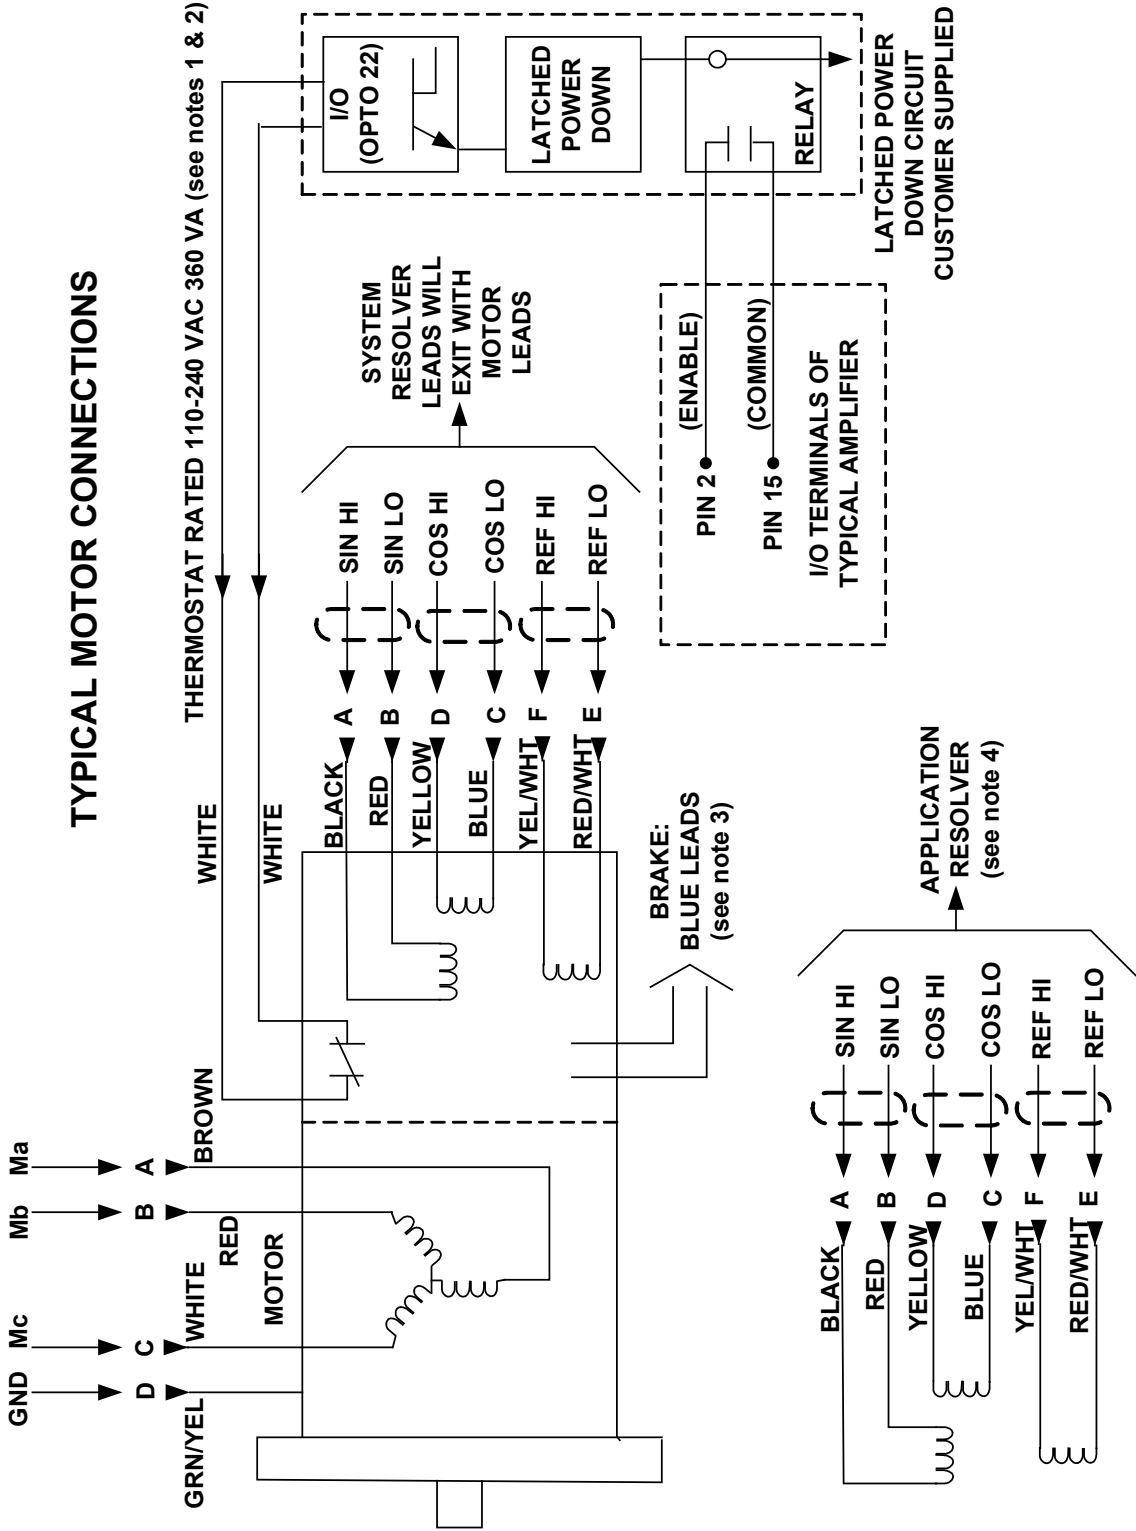 TYPICAL MOTOR CONNECTIONS
THERMOSTAT RATED 110-240 VAC 360 VA (see notes 1 & 2)
WHITE
WHITE
I/O
(OPTO 22)
LATCHED
POWER
DOWN
RELAY
LATCHED POWER
DOWN CIRCUIT
CUSTOMER SUPPLIED
GND
Mc
Mb
Ma
D
C
B
A
GRN/YEL
WHITE
RED
BROWN
MOTOR
BLACK
A
SIN HI
RED
B
SIN LO
YELLOW
D
COS HI
BLUE
C
COS LO
YEL/WHT
F
REF HI
RED/WHT
E
REF LO
SYSTEM
RESOLVER
LEADS WILL
EXIT WITH
MOTOR
LEADS
BRAKE:
BLUE LEADS
(see note 3)
PIN 2
(ENABLE)
PIN 15
(COMMON)
I/O TERMINALS OF
TYPICAL AMPLIFIER
BLACK
A
SIN HI
RED
B
SIN LO
YELLOW
D
COS HI
BLUE
C
COS LO
YEL/WHT
F
REF HI
RED/WHT
E
REF LO
APPLICATION
RESOLVER
(see note 4)